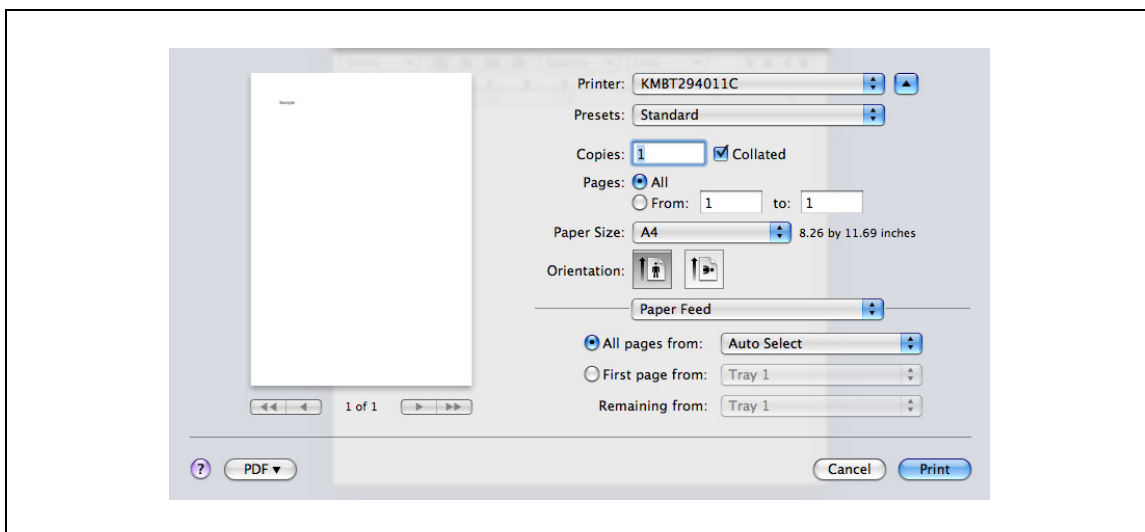 Sample
Printer: KMBT294011C
Presets: Standard
Copies: 1 Collated
Pages: All
From: 1 to: 1
Paper Size: A4 8.26 by 11.69 inches
Orientation:
Paper Feed
All pages from: Auto Select
First page from: Tray 1
Remaining from: Tray 1
1 of 1
? PDF Cancel Print